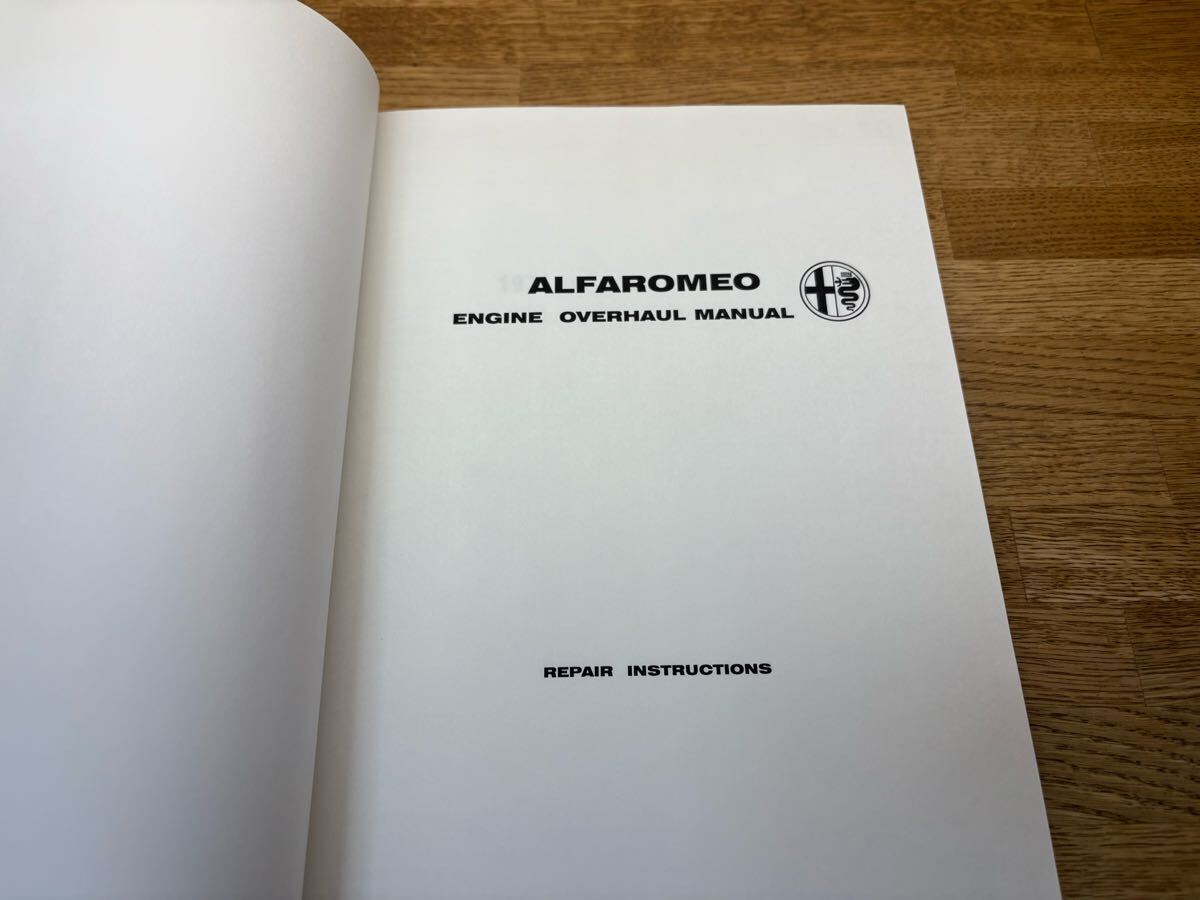 ALFAROMEO
ENGINE OVERHAUL MANUAL
REPAIR INSTRUCTIONS